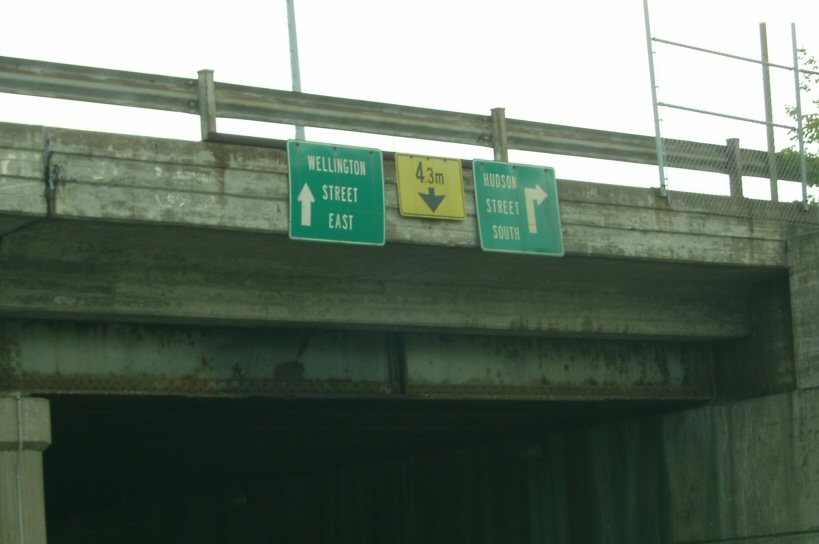 WELLINGTON
STREET
EAST
4.3m
HUDSON
STREET
SOUTH